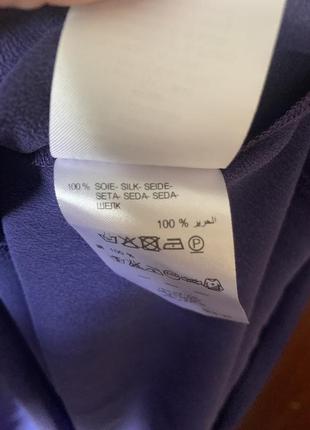 100 % SOIE- SILK- SEIDE-
SETA- SEDA- SEDA-
ШЕЛК
100 % الحرير